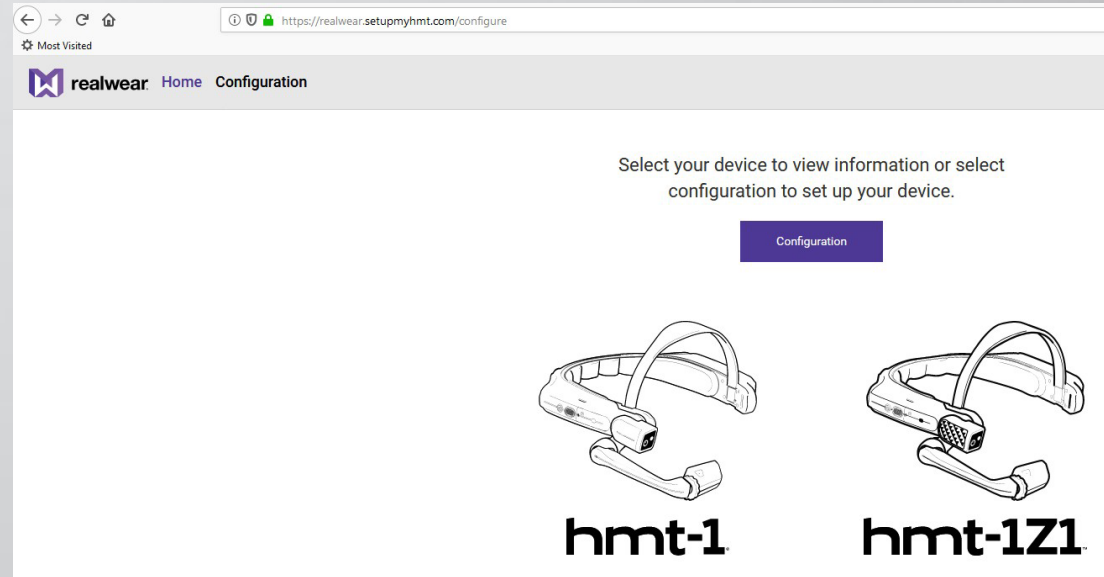 https://realwear.setupmyhmt.com/configure
Most Visited
realwear. Home Configuration
Select your device to view information or select
configuration to set up your device.
Configuration
hmt-1
hmt-1Z1